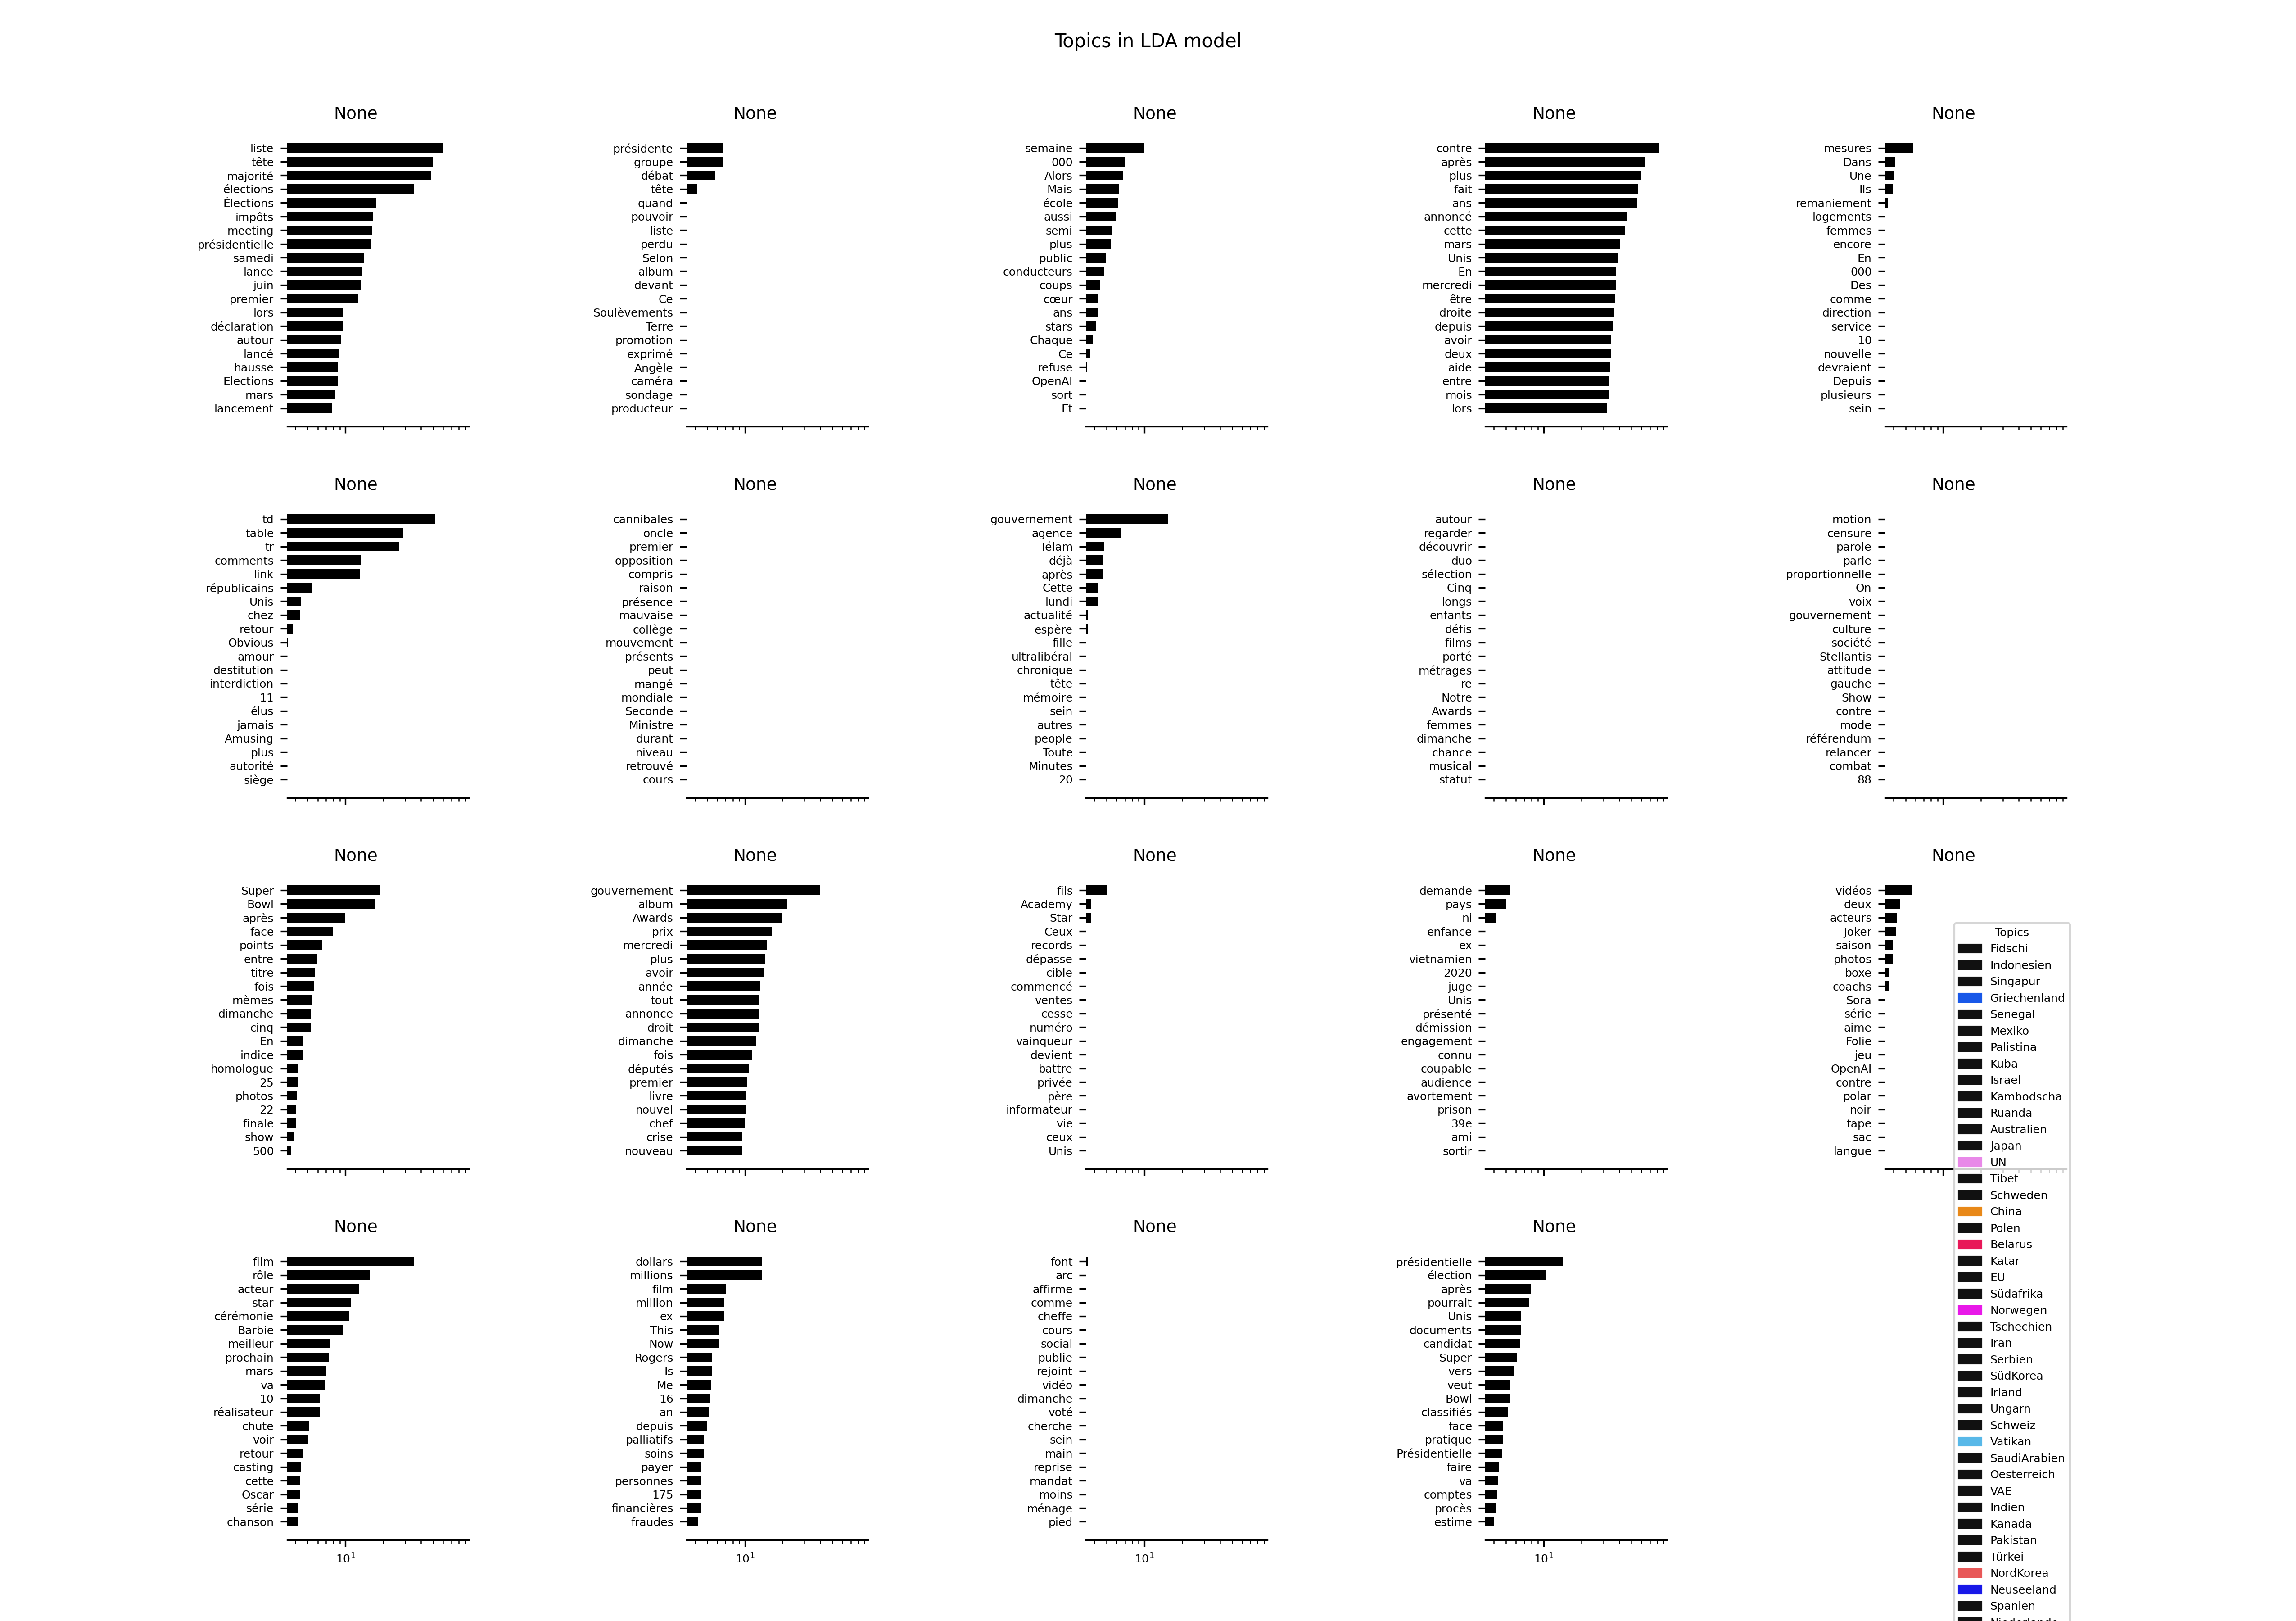 Topics in LDA model
None
liste
tête
majorité
élections
Élections
impôts
meeting
présidentielle
samedi
lance
juin
premier
lors
déclaration
autour
lancé
hausse
Elections
mars
lancement
None
présidente
groupe
débat
tête
quand
pouvoir
liste
perdu
Selon
album
devant
Ce
Soulèvements
Terre
promotion
exprimé
Angèle
caméra
sondage
producteur
None
semaine
000
Alors
Mais
école
aussi
semi
plus
public
conducteurs
coups
cœur
ans
stars
Chaque
Ce
refuse
OpenAI
sort
Et
None
contre
après
plus
fait
ans
annoncé
cette
mars
Unis
En
mercredi
être
droite
depuis
avoir
deux
aide
entre
mois
lors
None
mesures
Dans
Une
Ils
remaniement
logements
femmes
encore
En
000
Des
comme
direction
service
10
nouvelle
devraient
Depuis
plusieurs
sein
None
td
table
tr
comments
link
républicains
Unis
chez
retour
Obvious
amour
destitution
interdiction
11
élus
jamais
Amusing
plus
autorité
siège
None
cannibales
oncle
premier
opposition
compris
raison
présence
mauvaise
collège
mouvement
présents
peut
mangé
mondiale
Seconde
Ministre
durant
niveau
retrouvé
cours
None
gouvernement
agence
Télam
déjà
après
Cette
lundi
actualité
espère
fille
ultralibéral
chronique
tête
mémoire
sein
autres
people
Toute
Minutes
20
None
autour
regarder
découvrir
duo
sélection
Cinq
longs
enfants
défis
films
porté
métrages
re
Notre
Awards
femmes
dimanche
chance
musical
statut
None
motion
censure
parole
parle
proportionnelle
On
voix
gouvernement
culture
société
Stellantis
attitude
gauche
Show
contre
mode
référendum
relancer
combat
88
None
Super
Bowl
après
face
points
entre
titre
fois
mèmes
dimanche
cinq
En
indice
homologue
25
photos
22
finale
show
500
None
gouvernement
album
Awards
prix
mercredi
plus
avoir
année
tout
annonce
droit
dimanche
fois
députés
premier
livre
nouvel
chef
crise
nouveau
None
fils
Academy
Star
Ceux
records
dépasse
cible
commencé
ventes
cesse
numéro
vainqueur
devient
battre
privée
père
informateur
vie
ceux
Unis
None
demande
pays
ni
enfance
ex
vietnamien
2020
juge
Unis
présenté
démission
engagement
connu
coupable
audience
avortement
prison
39e
ami
sortir
None
vidéos
deux
acteurs
Joker
saison
photos
boxe
coachs
Sora
série
aime
Folie
jeu
OpenAI
contre
polar
noir
tape
sac
langue
None
film
rôle
acteur
star
cérémonie
Barbie
meilleur
prochain
mars
va
10
réalisateur
chute
voir
retour
casting
cette
Oscar
série
chanson
10¹
None
dollars
millions
film
million
ex
This
Now
Rogers
Is
Me
16
an
depuis
palliatifs
soins
payer
personnes
175
financières
fraudes
10¹
None
font
arc
affirme
comme
cheffe
cours
social
publie
rejoint
vidéo
dimanche
voté
cherche
sein
main
reprise
mandat
moins
ménage
pied
10¹
None
présidentielle
élection
après
pourrait
Unis
documents
candidat
Super
vers
veut
Bowl
classifiés
face
pratique
Présidentielle
faire
va
comptes
procès
estime
10¹
Topics
Fidschi
Indonesien
Singapur
Griechenland
Senegal
Mexiko
Palistina
Kuba
Israel
Kambodscha
Ruanda
Australien
Japan
UN
Tibet
Schweden
China
Polen
Belarus
Katar
EU
Südafrika
Norwegen
Tschechien
Iran
Serbien
SüdKorea
Irland
Ungarn
Schweiz
Vatikan
SaudiArabien
Oesterreich
VAE
Indien
Kanada
Pakistan
Türkei
NordKorea
Neuseeland
Spanien